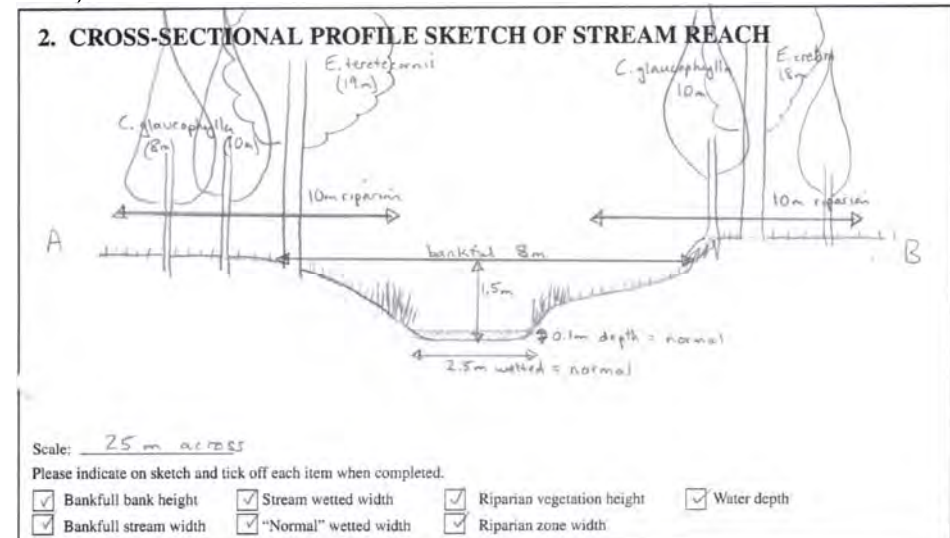 2. CROSS-SECTIONAL PROFILE SKETCH OF STREAM REACH
E. teretecornii
(19m)
C. glaucophylla
10m
E. crebra
18m
C. glaucophylla
(8m)
(10m)
10m riparian
10m riparian
A
bankful 8m
B
1.5m
0.1m depth = normal
2.5m wetted = normal
Scale: 25 m across
Please indicate on sketch and tick off each item when completed.
Bankfull bank height
Stream wetted width
Riparian vegetation height
Water depth
Bankfull stream width
"Normal" wetted width
Riparian zone width